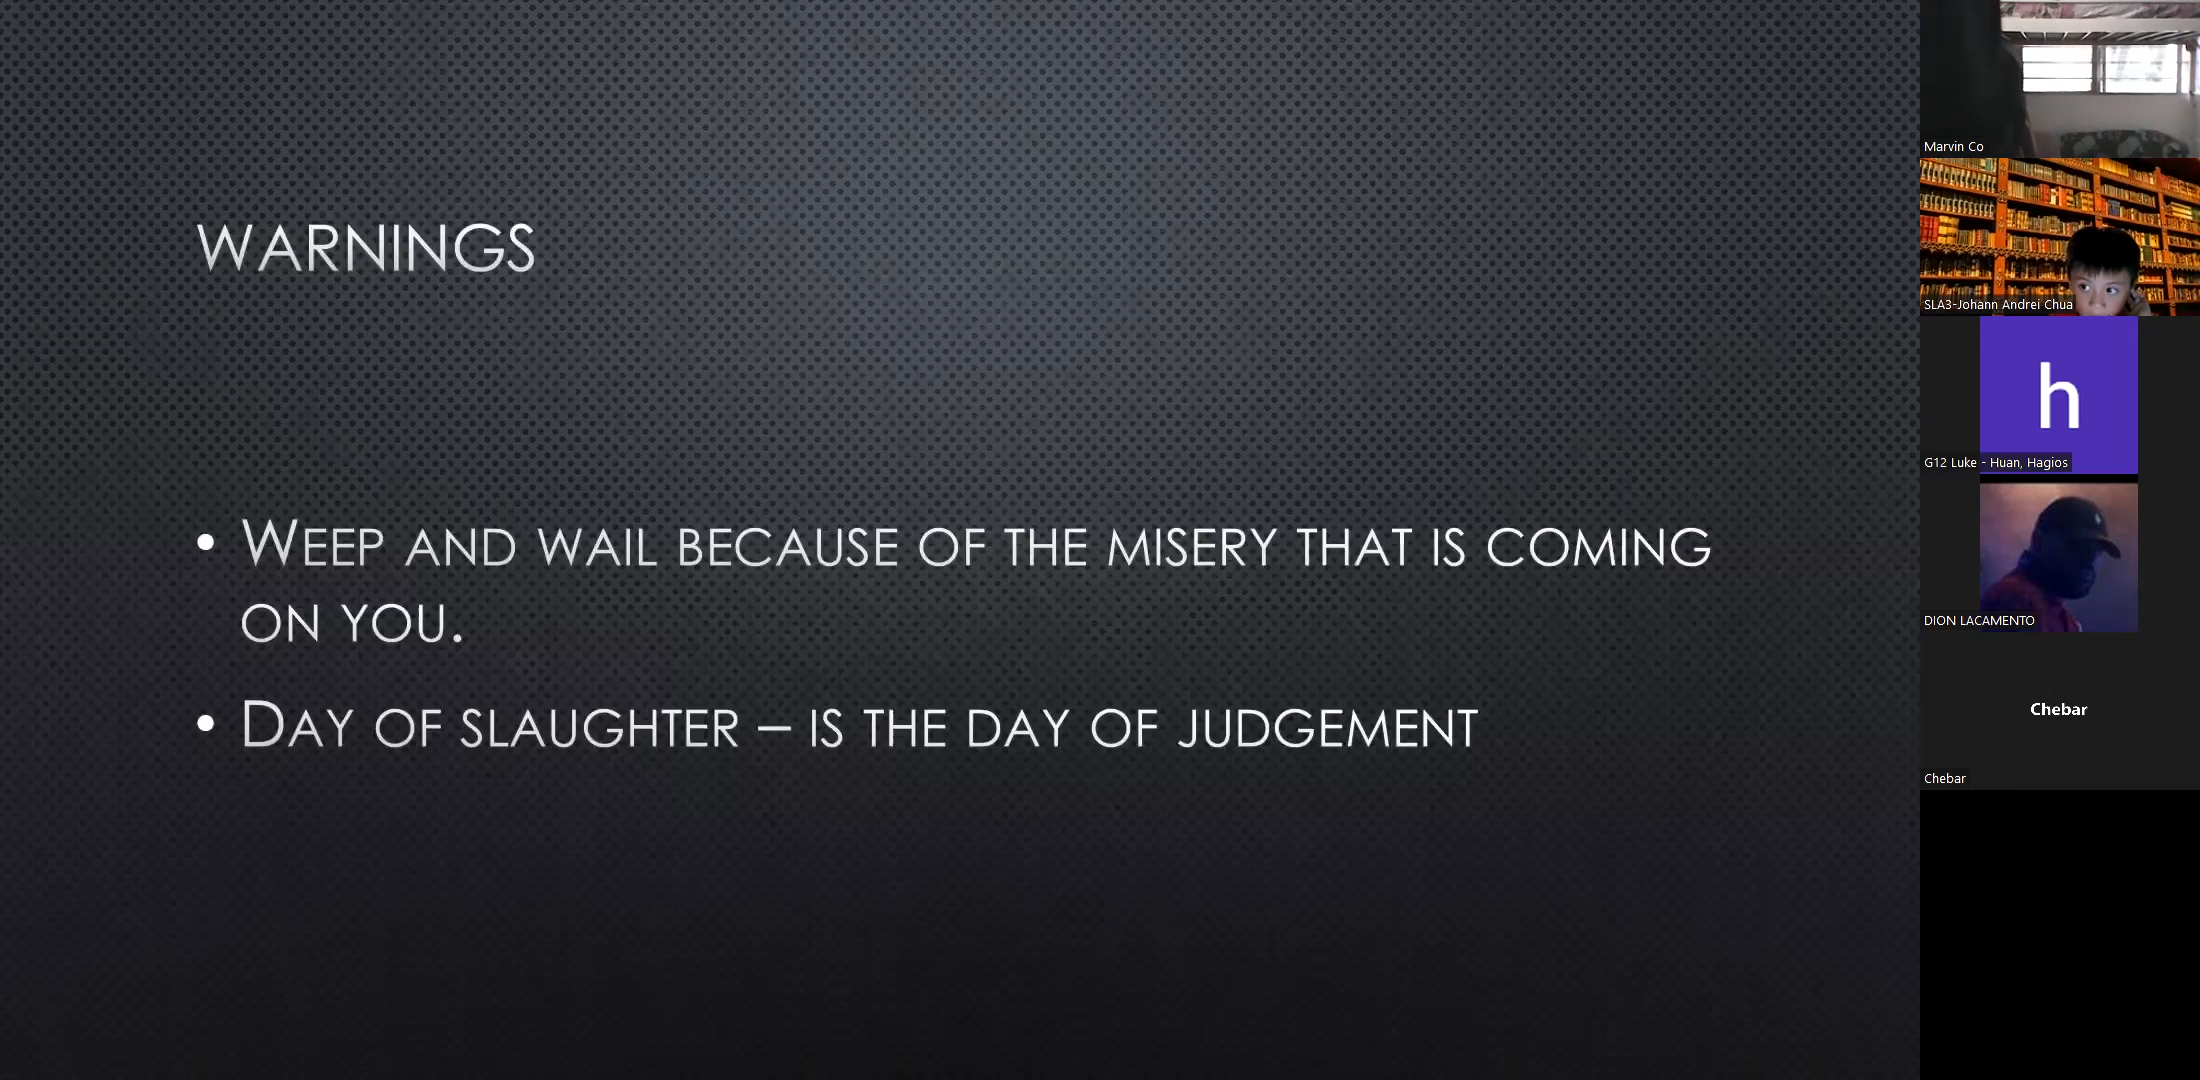 WARNINGS
• WEEP AND WAIL BECAUSE OF THE MISERY THAT IS COMING
ON YOU.
• DAY OF SLAUGHTER – IS THE DAY OF JUDGEMENT
Marvin Co
SLA3-Johann Andrei Chua
h
G12 Luke - Huan, Hagios
DION LACAMENTO
Chebar
Chebar